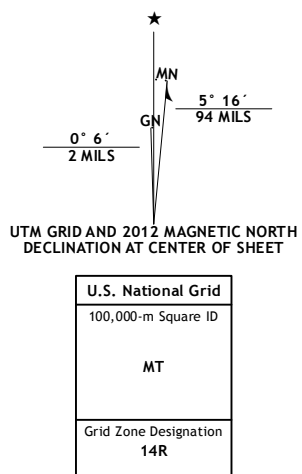 ★
MN
5° 16´
94 MILS
GN
0° 6´
2 MILS
UTM GRID AND 2012 MAGNETIC NORTH
DECLINATION AT CENTER OF SHEET
U.S. National Grid
100,000-m Square ID
MT
Grid Zone Designation
14R